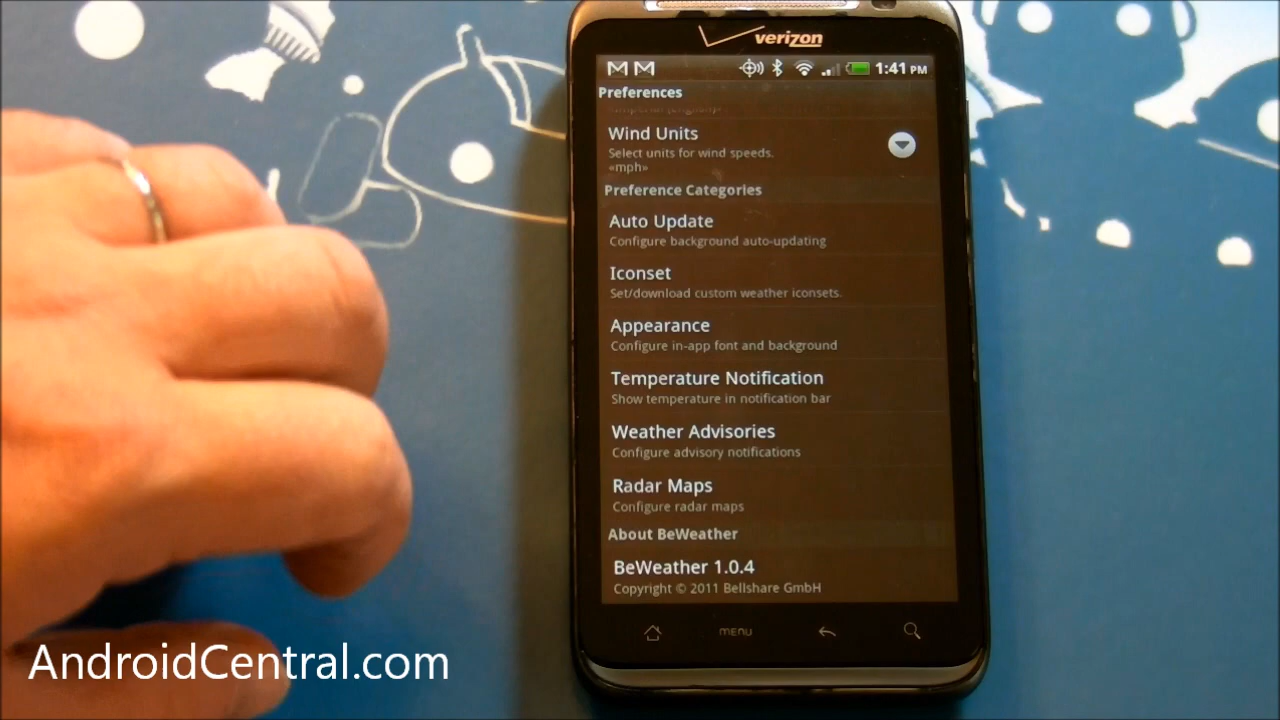 verizon
1:41 PM
Preferences
Wind Units
Select units for wind speeds.
«mph»
Preference Categories
Auto Update
Configure background auto-updating
Iconset
Set/download custom weather iconsets.
Appearance
Configure in-app font and background
Temperature Notification
Show temperature in notification bar
Weather Advisories
Configure advisory notifications
Radar Maps
Configure radar maps
About BeWeather
BeWeather 1.0.4
Copyright © 2011 Bellshare GmbH
MENU
AndroidCentral.com